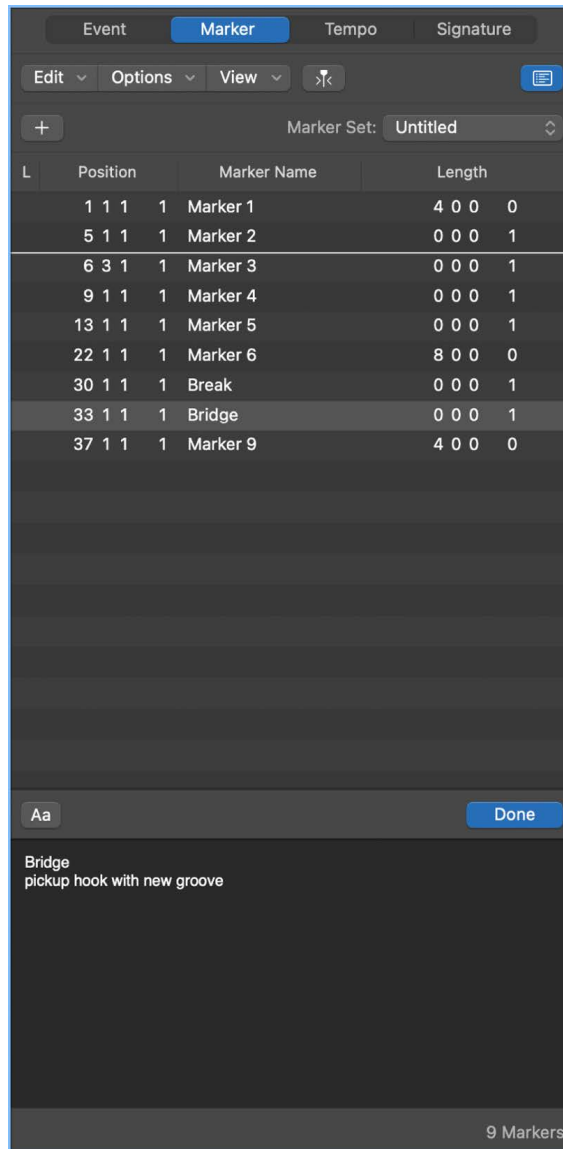 Event Marker Tempo Signature
Edit Options View
+ Marker Set: Untitled
L Position Marker Name Length
1 1 1 1 Marker 1 4 0 0 0
5 1 1 1 Marker 2 0 0 0 1
6 3 1 1 Marker 3 0 0 0 1
9 1 1 1 Marker 4 0 0 0 1
13 1 1 1 Marker 5 0 0 0 1
22 1 1 1 Marker 6 8 0 0 0
30 1 1 1 Break 0 0 0 1
33 1 1 1 Bridge 0 0 0 1
37 1 1 1 Marker 9 4 0 0 0
Aa Done
Bridge
pickup hook with new groove
9 Markers